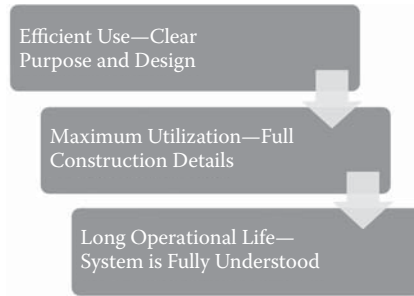 Efficient Use—Clear
Purpose and Design
Maximum Utilization—Full
Construction Details
Long Operational Life—
System is Fully Understood